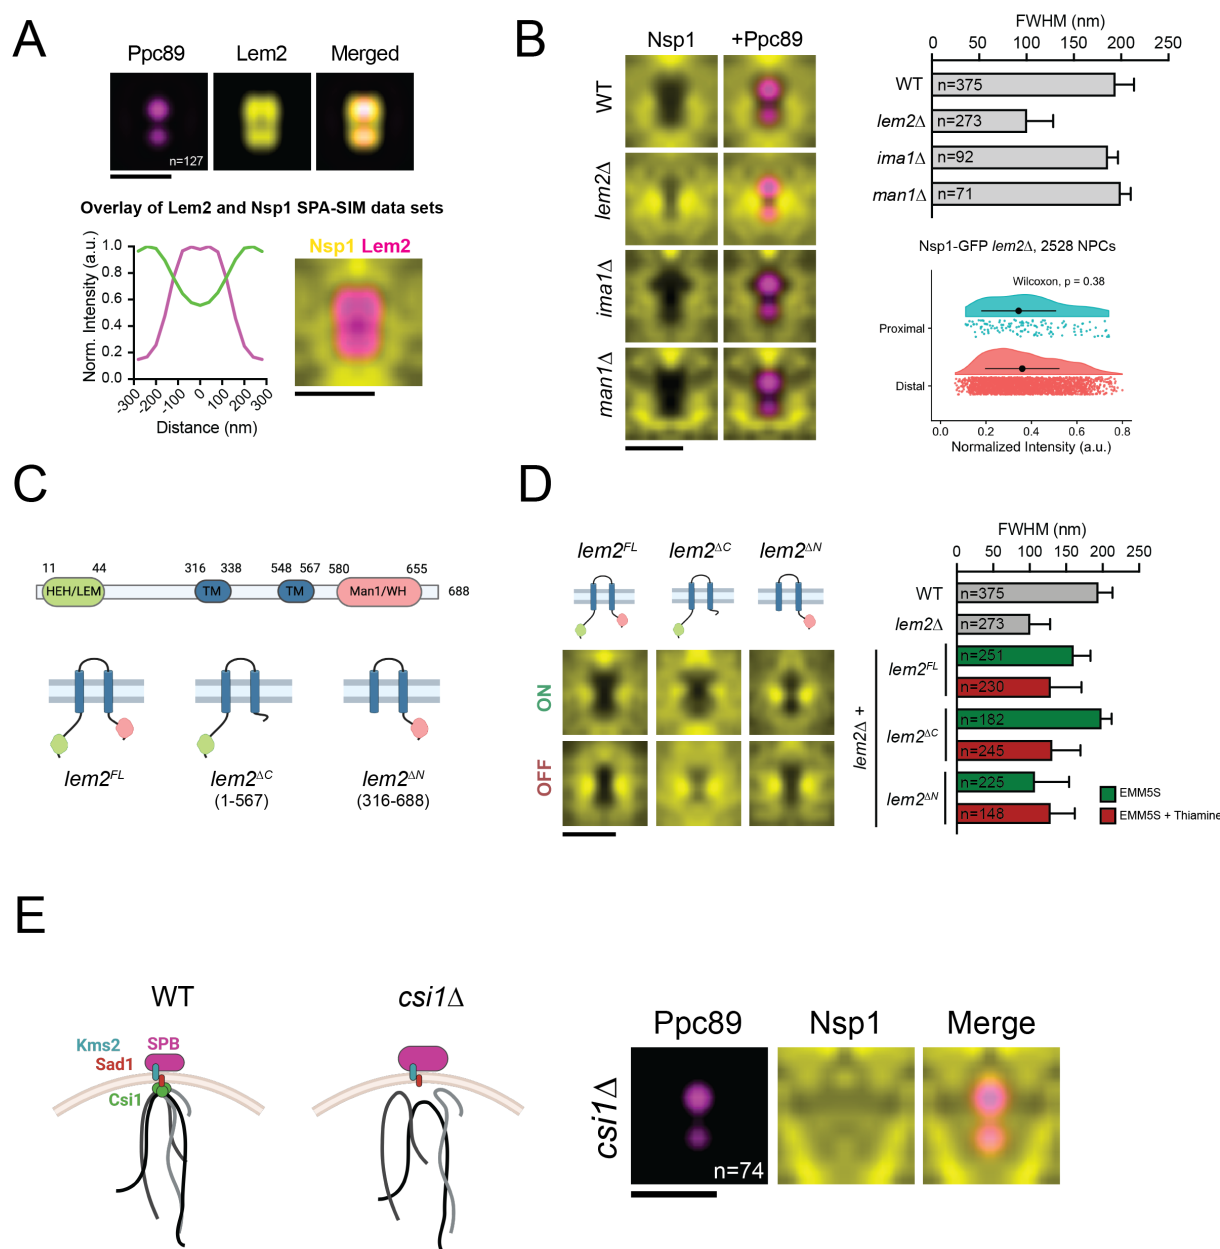 A
Ppc89 Lem2 Merged
n=127
Overlay of Lem2 and Nsp1 SPA-SIM data sets
Norm. Intensity (a.u.)
1.0
0.8
0.6
0.4
0.2
0.0
-300 -200 -100 0 100 200 300
Distance (nm)
Nsp1 Lem2
B
Nsp1 +Ppc89
WT
lem2Δ
ima1Δ
man1Δ
FWHM (nm)
0 50 100 150 200 250
WT n=375
lem2Δ n=273
ima1Δ n=92
man1Δ n=71
Nsp1-GFP lem2Δ, 2528 NPCs
Wilcoxon, p = 0.38
Proximal
Distal
0.0 0.2 0.4 0.6 0.8
Normalized Intensity (a.u.)
C
11 44 316 338 548 567 580 655
HEH/LEM TM TM Man1/WH 688
lem2FL lem2ΔC lem2ΔN
(1-567) (316-688)
D
lem2FL lem2ΔC lem2ΔN
ON
OFF
FWHM (nm)
0 50 100 150 200 250
WT n=375
lem2Δ n=273
lem2Δ +
lem2FL n=251
n=230
lem2ΔC n=182
n=245
lem2ΔN n=225
n=148
EMM5S
EMM5S + Thiamine
E
WT csi1Δ
Kms2 SPB
Sad1
Csi1
Ppc89 Nsp1 Merge
csi1Δ
n=74